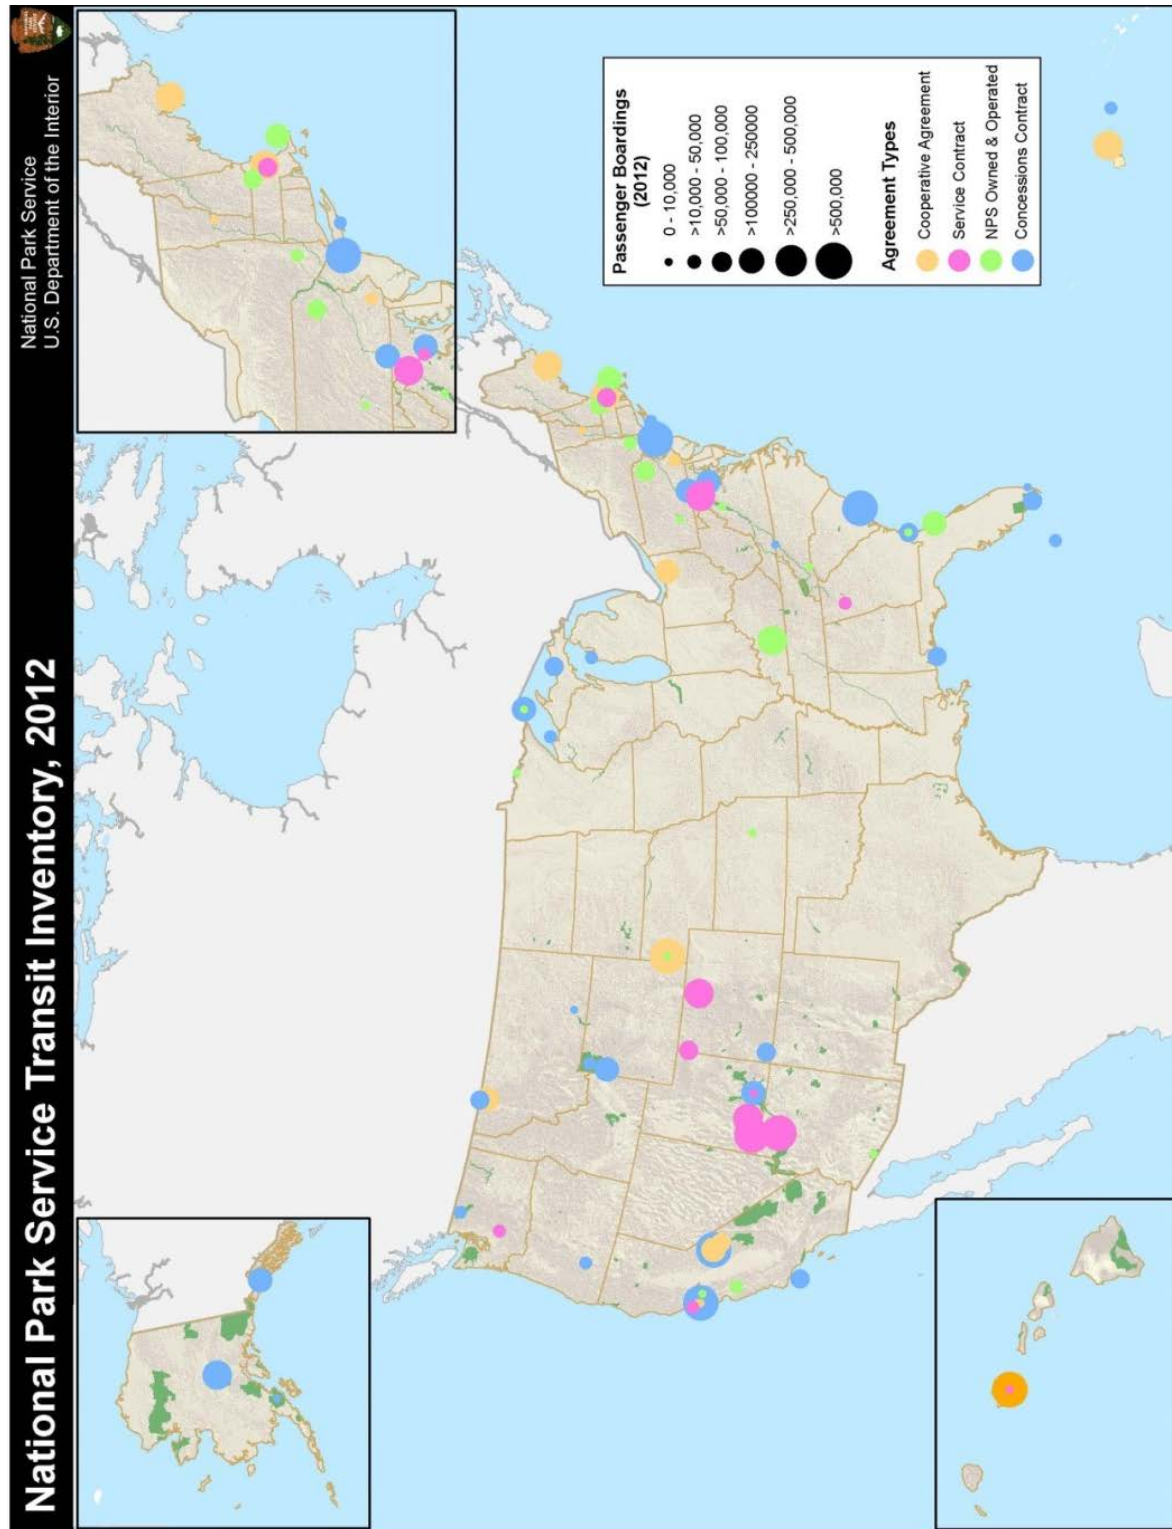 National Park Service Transit Inventory, 2012
National Park Service
U.S. Department of the Interior
Passenger Boardings
(2012)
0 - 10,000
>10,000 - 50,000
>50,000 - 100,000
>100000 - 250000
>250,000 - 500,000
>500,000
Agreement Types
Cooperative Agreement
Service Contract
NPS Owned & Operated
Concessions Contract